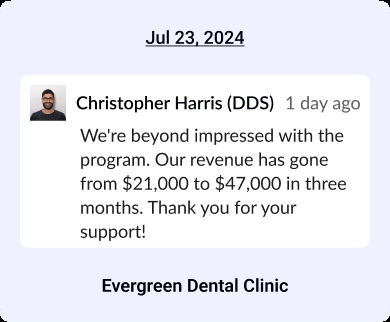 Jul 23, 2024
Christopher Harris (DDS) 1 day ago
We're beyond impressed with the
program. Our revenue has gone
from $21,000 to $47,000 in three
months. Thank you for your
support!
Evergreen Dental Clinic